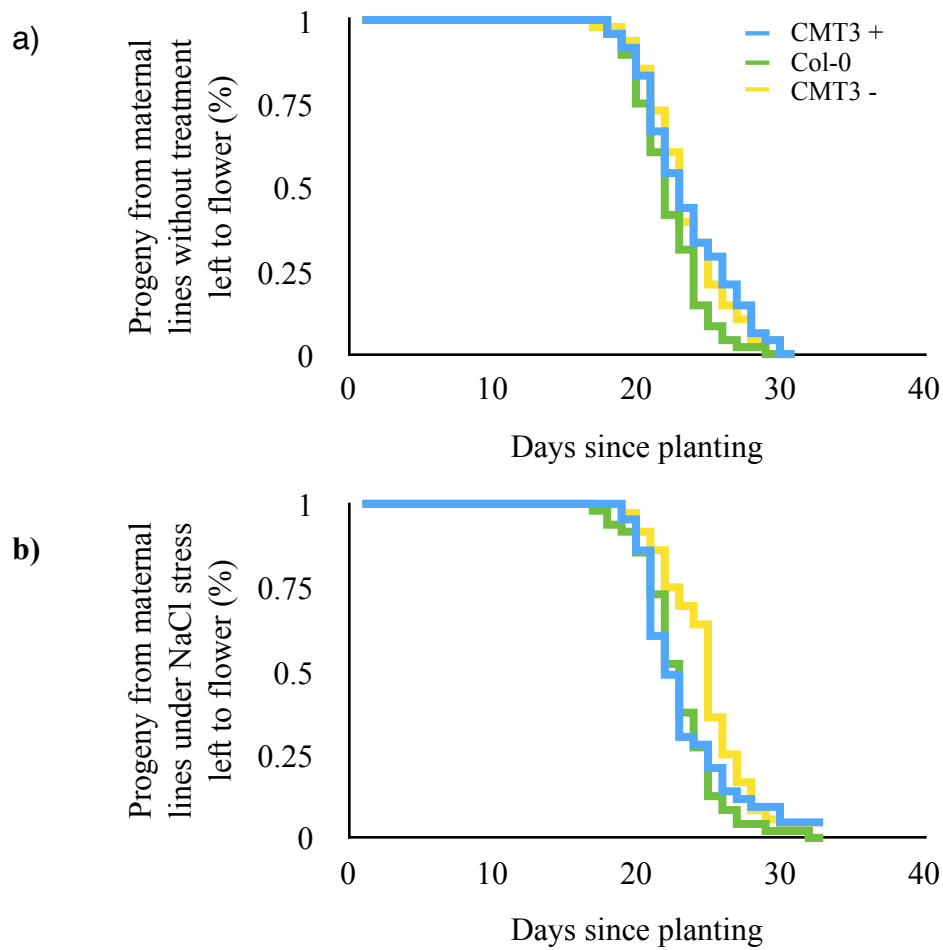 a)
Progeny from maternal
lines without treatment
left to flower (%)
1
0.75
0.5
0.25
0
CMT3 +
Col-0
CMT3 -
0 10 20 30 40
Days since planting
b)
Progeny from maternal
lines under NaCl stress
left to flower (%)
1
0.75
0.5
0.25
0
0 10 20 30 40
Days since planting